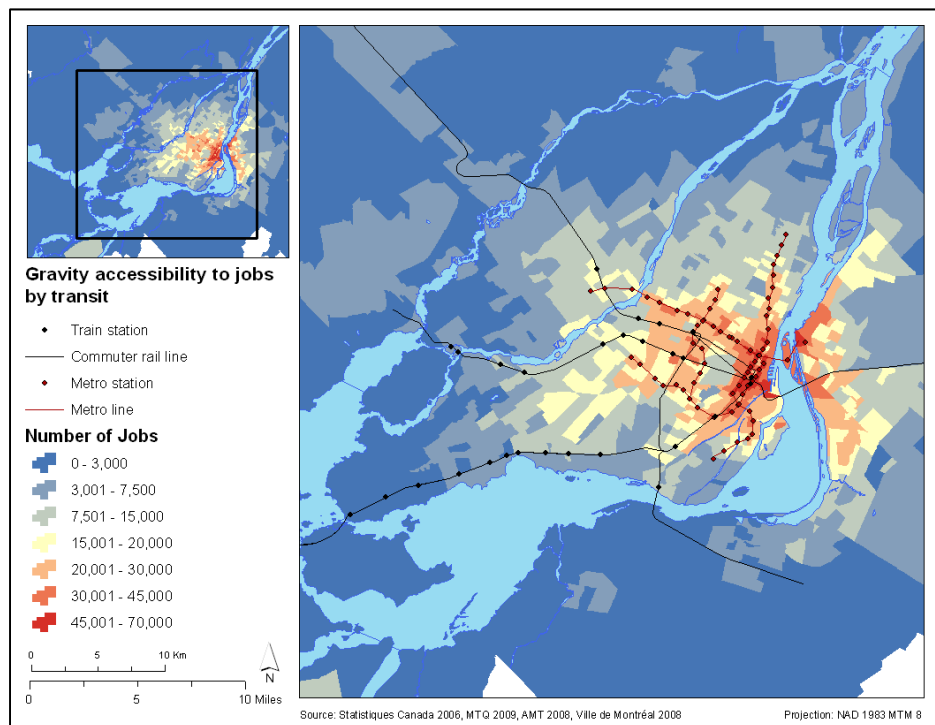 Gravity accessibility to jobs
by transit
Train station
Commuter rail line
Metro station
Metro line
Number of Jobs
0 - 3,000
3,001 - 7,500
7,501 - 15,000
15,001 - 20,000
20,001 - 30,000
30,001 - 45,000
45,001 - 70,000
0 5 10 Km
0 5 10 Miles
N
Source: Statistiques Canada 2006, MTQ 2009, AMT 2008, Ville de Montréal 2008 Projection: NAD 1983 MTM 8